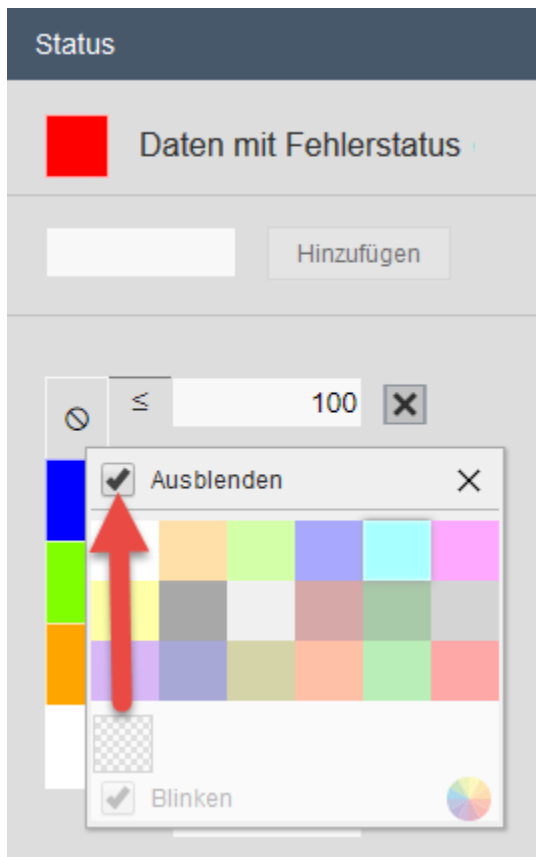 Status
Daten mit Fehlerstatus
Hinzufügen
≤ 100
Ausblenden
Blinken